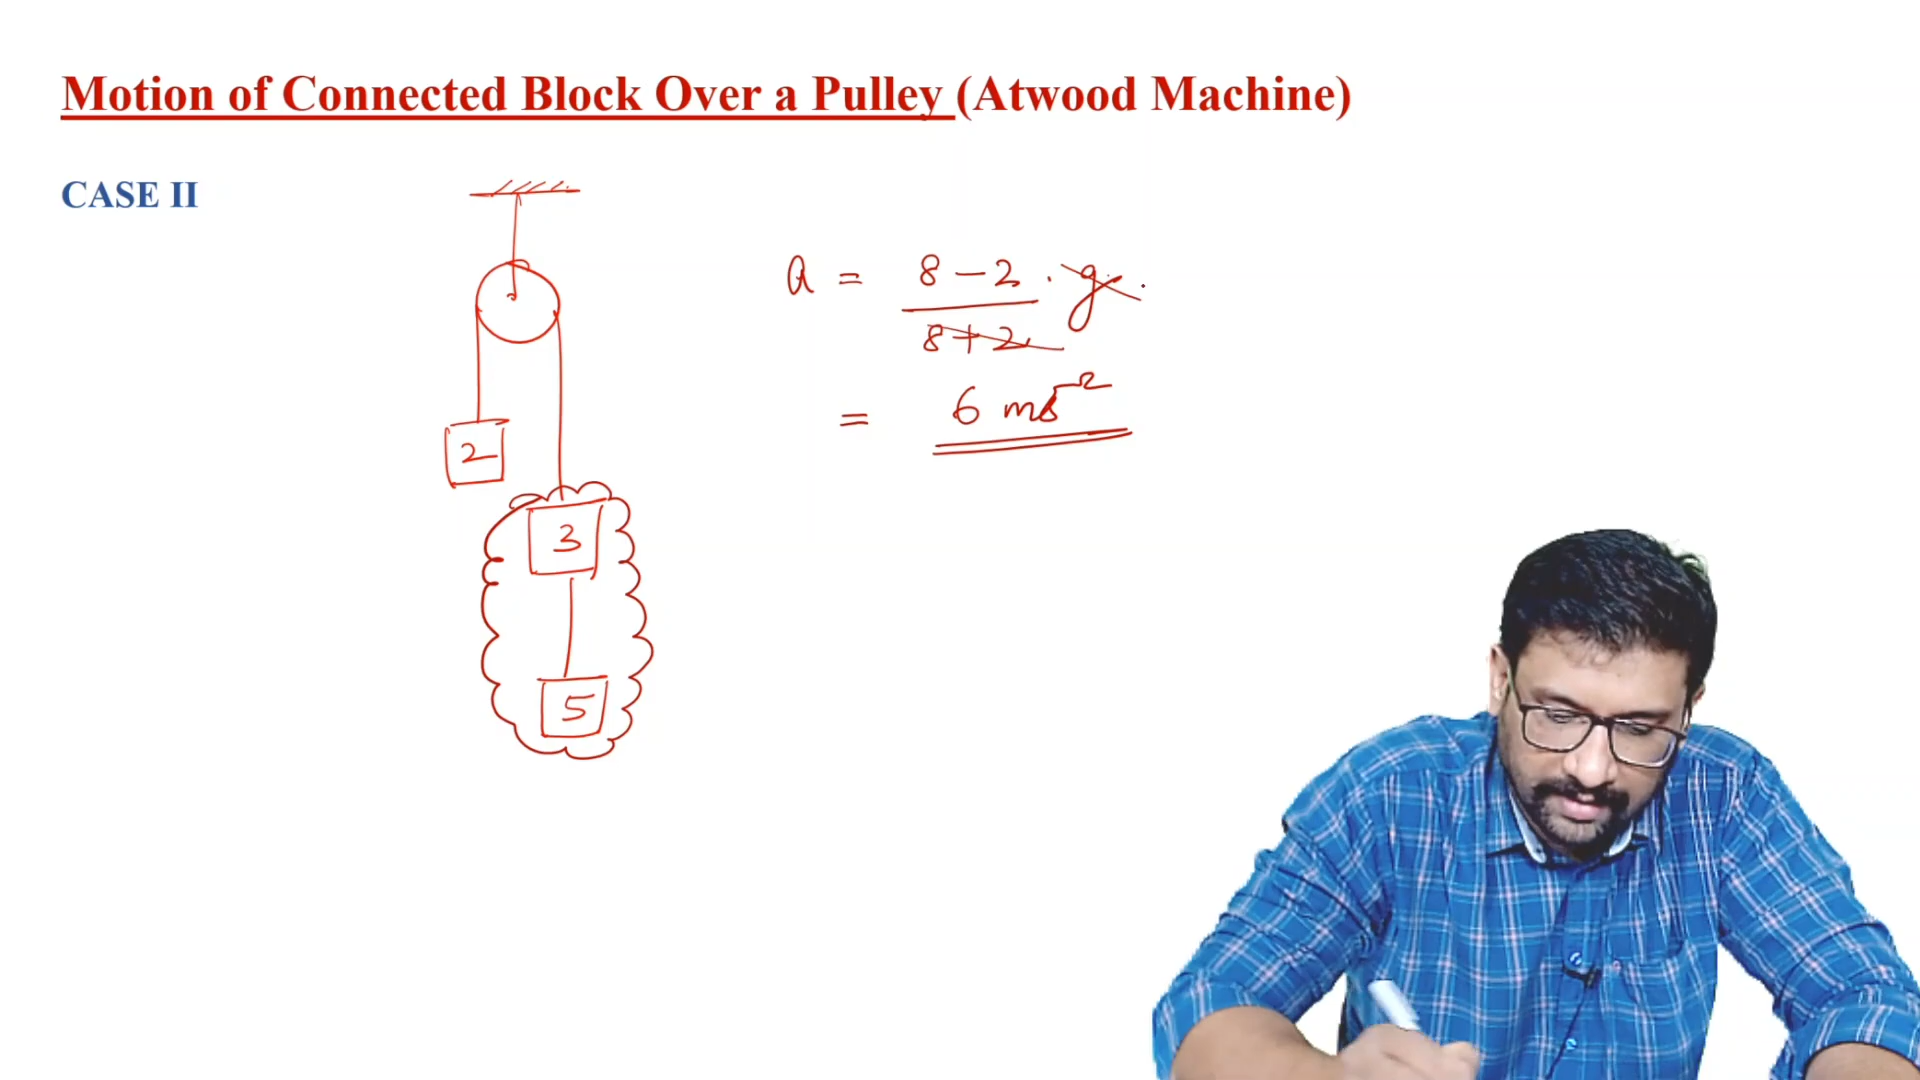 Motion of Connected Block Over a Pulley (Atwood Machine)
CASE II
a = 8 - 2 . g
8 + 2
= 6 ms⁻²
2
3
5